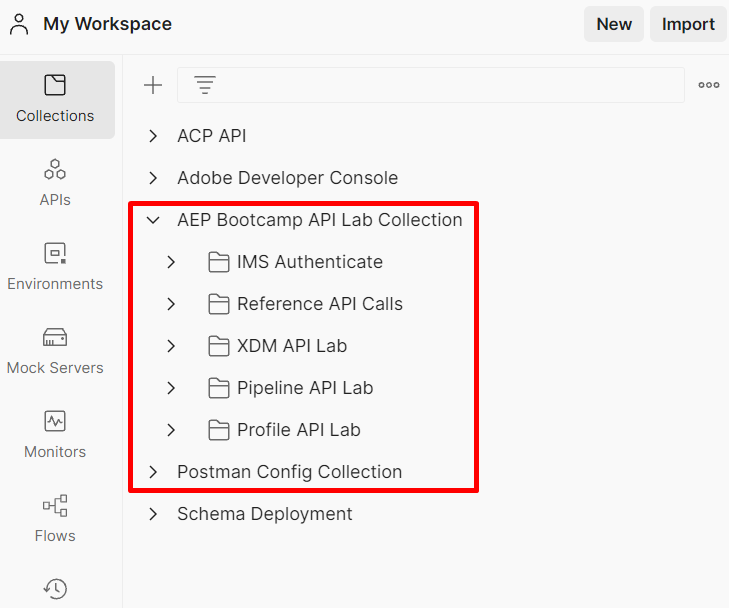 My Workspace
New
Import
Collections
APIs
Environments
Mock Servers
Monitors
Flows
ACP API
Adobe Developer Console
AEP Bootcamp API Lab Collection
IMS Authenticate
Reference API Calls
XDM API Lab
Pipeline API Lab
Profile API Lab
Postman Config Collection
Schema Deployment